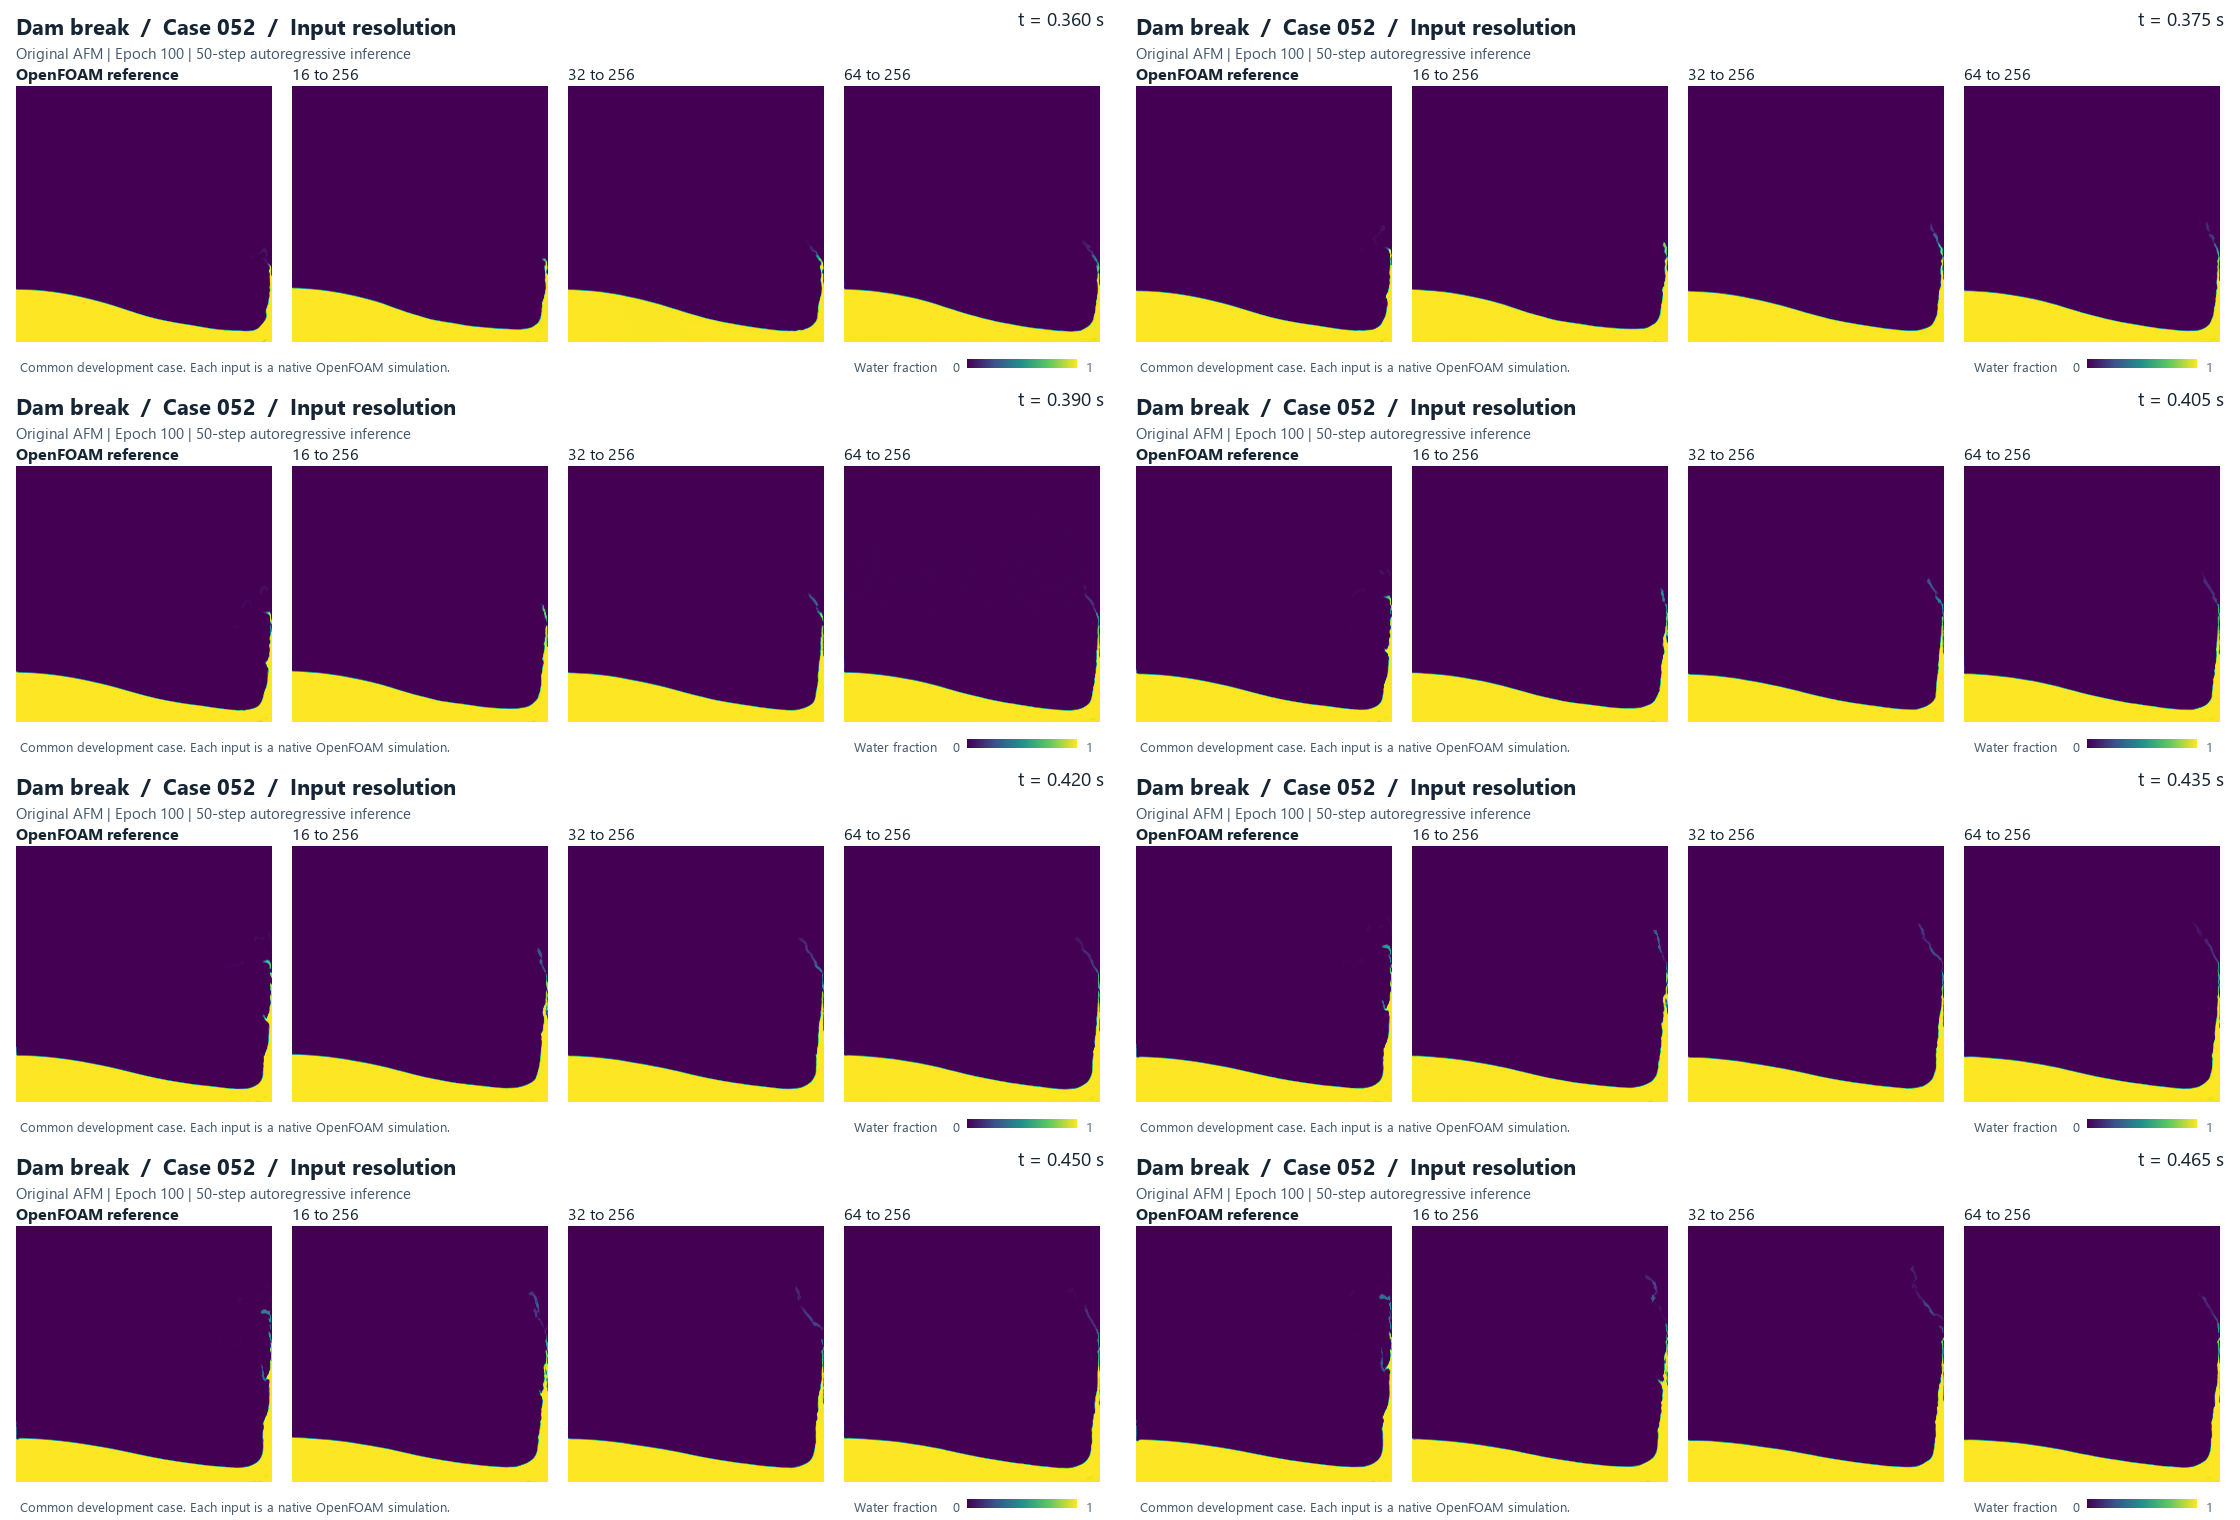 Dam break / Case 052 / Input resolution
t = 0.360 s
Original AFM | Epoch 100 | 50-step autoregressive inference
OpenFOAM reference
16 to 256
32 to 256
64 to 256
Common development case. Each input is a native OpenFOAM simulation.
Water fraction 0 1
Dam break / Case 052 / Input resolution
t = 0.375 s
Original AFM | Epoch 100 | 50-step autoregressive inference
OpenFOAM reference
16 to 256
32 to 256
64 to 256
Common development case. Each input is a native OpenFOAM simulation.
Water fraction 0 1
Dam break / Case 052 / Input resolution
t = 0.390 s
Original AFM | Epoch 100 | 50-step autoregressive inference
OpenFOAM reference
16 to 256
32 to 256
64 to 256
Common development case. Each input is a native OpenFOAM simulation.
Water fraction 0 1
Dam break / Case 052 / Input resolution
t = 0.405 s
Original AFM | Epoch 100 | 50-step autoregressive inference
OpenFOAM reference
16 to 256
32 to 256
64 to 256
Common development case. Each input is a native OpenFOAM simulation.
Water fraction 0 1
Dam break / Case 052 / Input resolution
t = 0.420 s
Original AFM | Epoch 100 | 50-step autoregressive inference
OpenFOAM reference
16 to 256
32 to 256
64 to 256
Common development case. Each input is a native OpenFOAM simulation.
Water fraction 0 1
Dam break / Case 052 / Input resolution
t = 0.435 s
Original AFM | Epoch 100 | 50-step autoregressive inference
OpenFOAM reference
16 to 256
32 to 256
64 to 256
Common development case. Each input is a native OpenFOAM simulation.
Water fraction 0 1
Dam break / Case 052 / Input resolution
t = 0.450 s
Original AFM | Epoch 100 | 50-step autoregressive inference
OpenFOAM reference
16 to 256
32 to 256
64 to 256
Common development case. Each input is a native OpenFOAM simulation.
Water fraction 0 1
Dam break / Case 052 / Input resolution
t = 0.465 s
Original AFM | Epoch 100 | 50-step autoregressive inference
OpenFOAM reference
16 to 256
32 to 256
64 to 256
Common development case. Each input is a native OpenFOAM simulation.
Water fraction 0 1